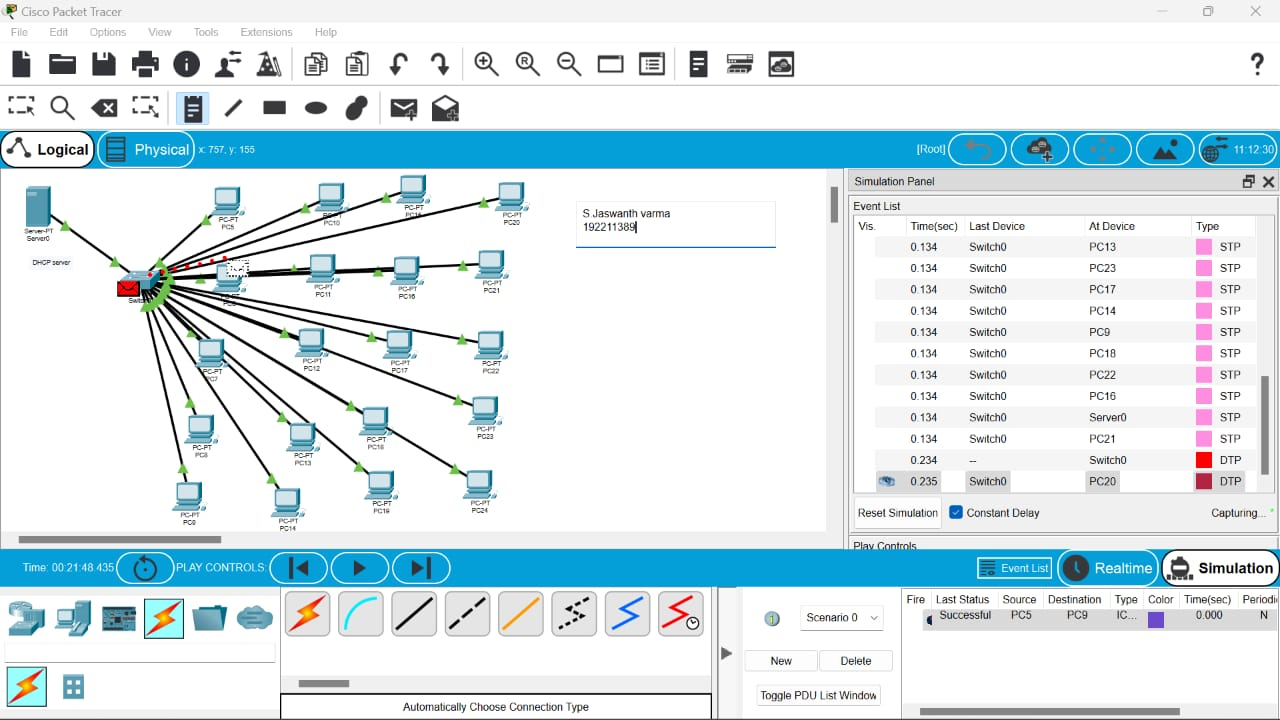 Cisco Packet Tracer
File Edit Options View Tools Extensions Help
Logical Physical x: 757, y: 155 [Root] 11:12:30
Server-PT
Server0
DHCP server
PC-PT
PC5
PC-PT
PC10
PC-PT
PC-PT
PC20
S Jaswanth varma
192211389
PC-PT
PC-PT
PC11
PC-PT
PC16
PC-PT
PC21
PC-PT
PC7
PC-PT
PC12
PC-PT
PC17
PC-PT
PC22
PC-PT
PC-PT
PC13
PC-PT
PC18
PC-PT
PC23
PC-PT
PC-PT
PC14
PC-PT
PC19
PC-PT
PC24
Simulation Panel
Event List
Vis. Time(sec) Last Device At Device Type
0.134 Switch0 PC13 STP
0.134 Switch0 PC23 STP
0.134 Switch0 PC17 STP
0.134 Switch0 PC14 STP
0.134 Switch0 PC9 STP
0.134 Switch0 PC18 STP
0.134 Switch0 PC22 STP
0.134 Switch0 PC16 STP
0.134 Switch0 Server0 STP
0.134 Switch0 PC21 STP
0.234 -- Switch0 DTP
0.235 Switch0 PC20 DTP
Reset Simulation Constant Delay Capturing...
Play Controls
Time: 00:21:48.435 PLAY CONTROLS: Event List Realtime Simulation
Scenario 0
New Delete
Toggle PDU List Window
Fire Last Status Source Destination Type Color Time(sec) Periodi
Successful PC5 PC9 IC... 0.000 N
Automatically Choose Connection Type